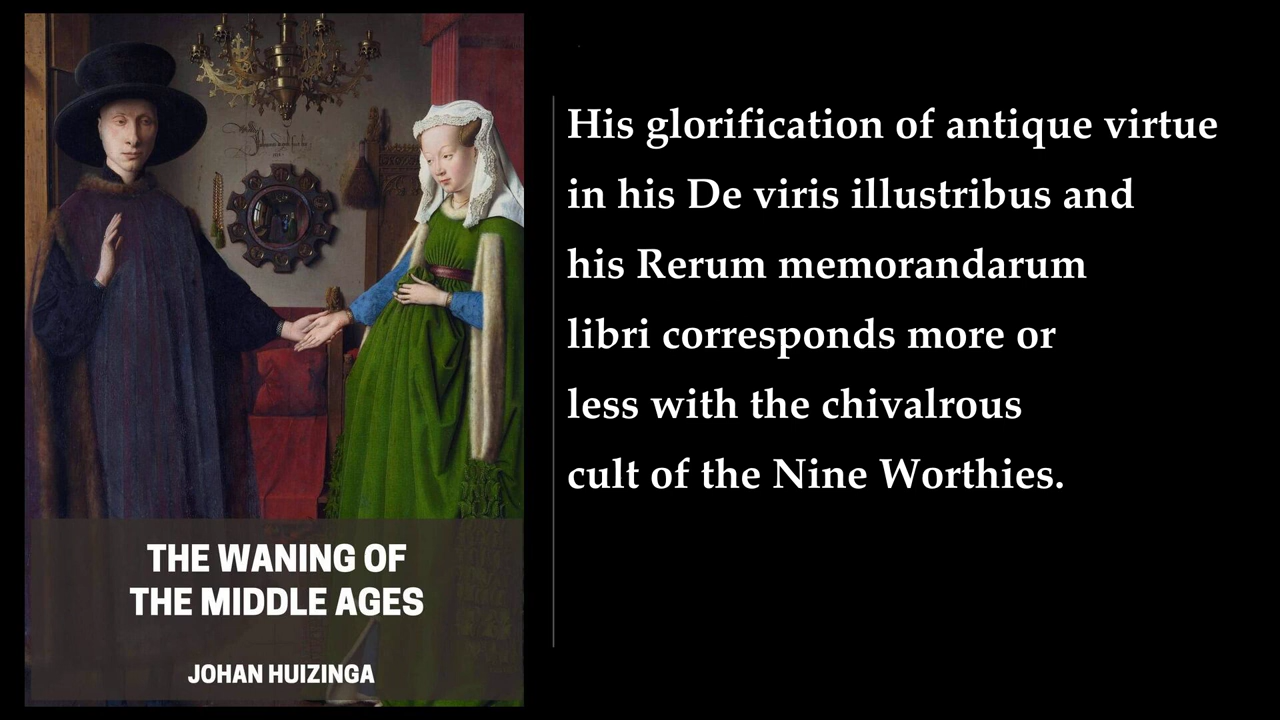 His glorification of antique virtue
in his De viris illustribus and
his Rerum memorandarum
libri corresponds more or
less with the chivalrous
cult of the Nine Worthies.
THE WANING OF
THE MIDDLE AGES
JOHAN HUIZINGA